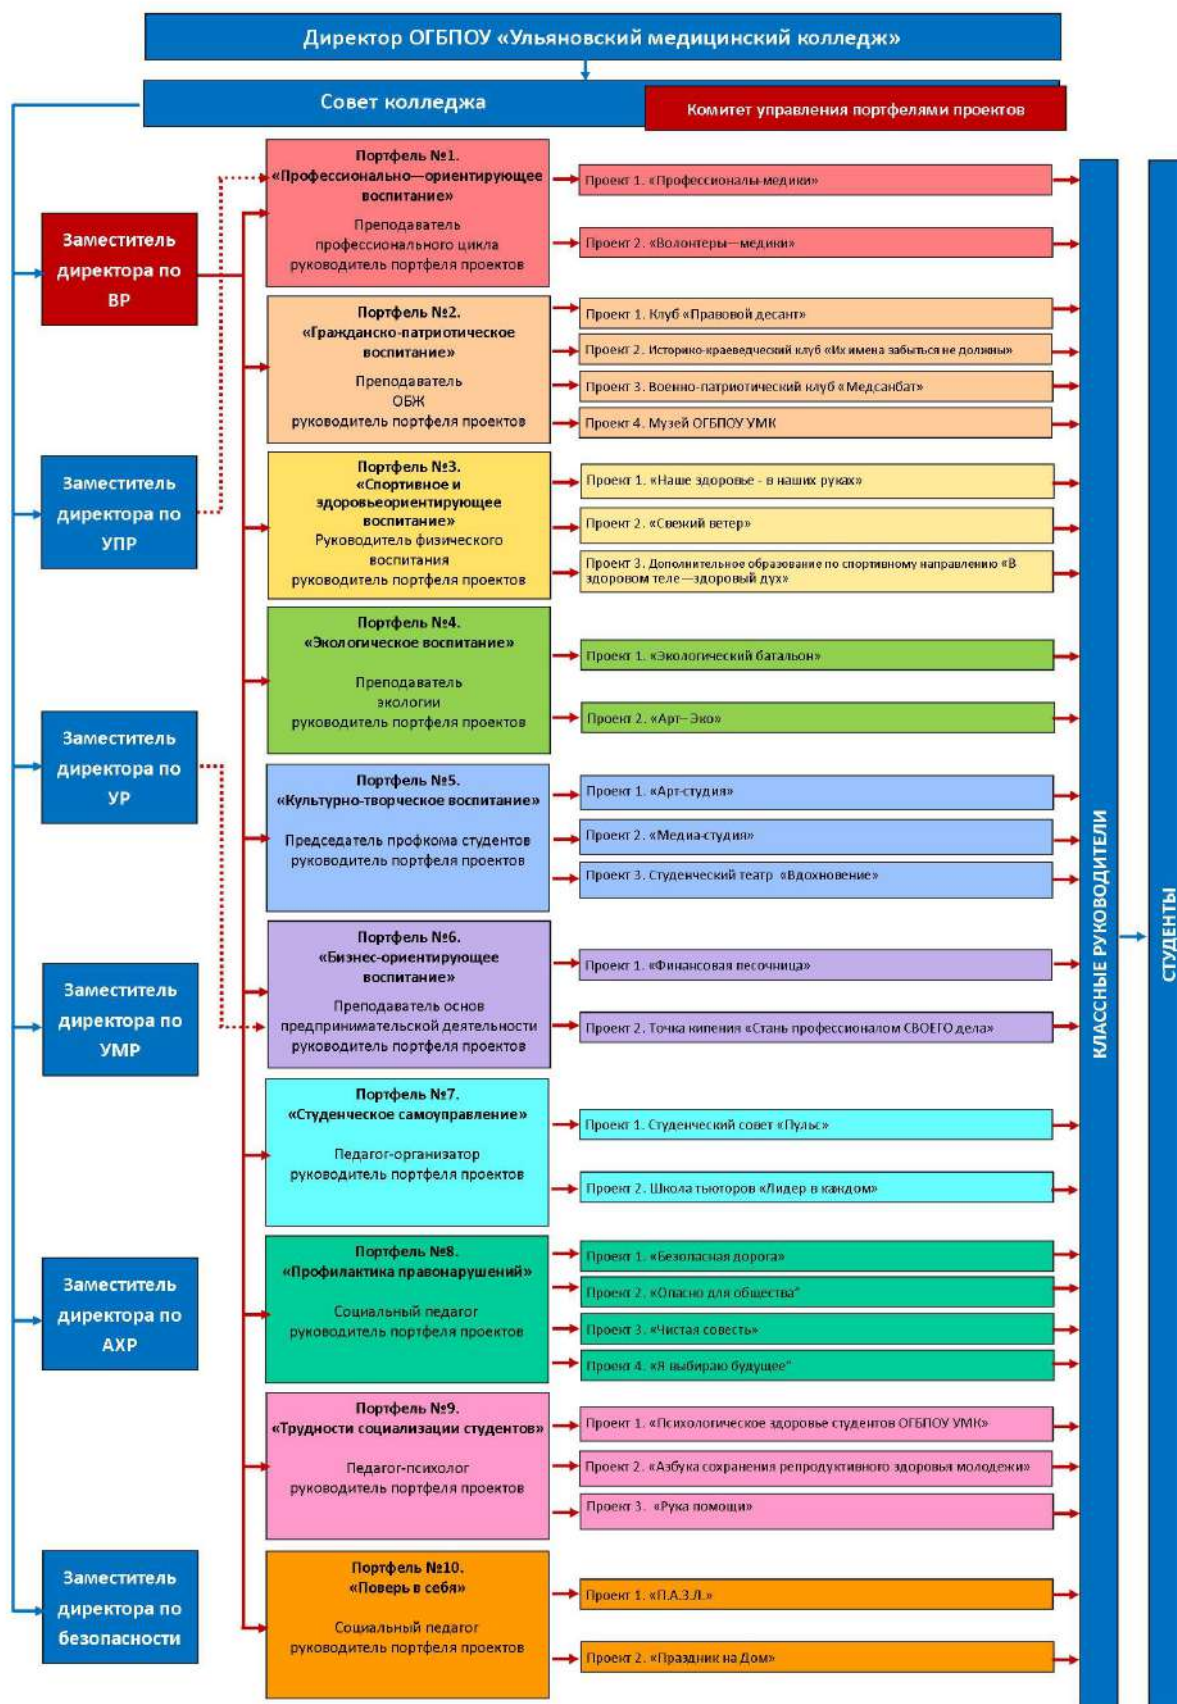 Директор ОГБПОУ «Ульяновский медицинский колледж»
Совет колледжа
Комитет управления портфелями проектов
Заместитель
директора по
ВР
Заместитель
директора по
УПР
Заместитель
директора по
УР
Заместитель
директора по
УМР
Заместитель
директора по
АХР
Заместитель
директора по
безопасности
Портфель №1.
«Профессионально—ориентирующее
воспитание»
Преподаватель
профессионального цикла
руководитель портфеля проектов
Проект 1. «Профессионалы-медики»
Проект 2. «Волонтеры—медики»
Портфель №2.
«Гражданско-патриотическое
воспитание»
Преподаватель
ОБЖ
руководитель портфеля проектов
Проект 1. Клуб «Правовой десант»
Проект 2. Историко-краеведческий клуб «Их имена забыться не должны»
Проект 3. Военно-патриотический клуб «Медсанбат»
Проект 4. Музей ОГБПОУ УМК
Портфель №3.
«Спортивное и
здоровьеориентирующее
воспитание»
Руководитель физического
воспитания
руководитель портфеля проектов
Проект 1. «Наше здоровье - в наших руках»
Проект 2. «Свежий ветер»
Проект 3. Дополнительное образование по спортивному направлению «В
здоровом теле—здоровый дух»
Портфель №4.
«Экологическое воспитание»
Преподаватель
экологии
руководитель портфеля проектов
Проект 1. «Экологический батальон»
Проект 2. «Арт–Эко»
Портфель №5.
«Культурно-творческое воспитание»
Председатель профкома студентов
руководитель портфеля проектов
Проект 1. «Арт-студия»
Проект 2. «Медиа-студия»
Проект 3. Студенческий театр «Вдохновение»
Портфель №6.
«Бизнес-ориентирующее
воспитание»
Преподаватель основ
предпринимательской деятельности
руководитель портфеля проектов
Проект 1. «Финансовая песочница»
Проект 2. Точка кипения «Стань профессионалом СВОЕГО дела»
Портфель №7.
«Студенческое самоуправление»
Педагог-организатор
руководитель портфеля проектов
Проект 1. Студенческий совет «Пульс»
Проект 2. Школа тьюторов «Лидер в каждом»
Портфель №8.
«Профилактика правонарушений»
Социальный педагог
руководитель портфеля проектов
Проект 1. «Безопасная дорога»
Проект 2. «Опасно для общества"
Проект 3. «Чистая совесть»
Проект 4. «Я выбираю будущее"
Портфель №9.
«Трудности социализации студентов»
Педагог-психолог
руководитель портфеля проектов
Проект 1. «Психологическое здоровье студентов ОГБПОУ УМК»
Проект 2. «Азбука сохранения репродуктивного здоровья молодежи»
Проект 3. «Рука помощи»
Портфель №10.
«Поверь в себя»
Социальный педагог
руководитель портфеля проектов
Проект 1. «П.А.З.Л.»
Проект 2. «Праздник на Дом»
КЛАССНЫЕ РУКОВОДИТЕЛИ
СТУДЕНТЫ